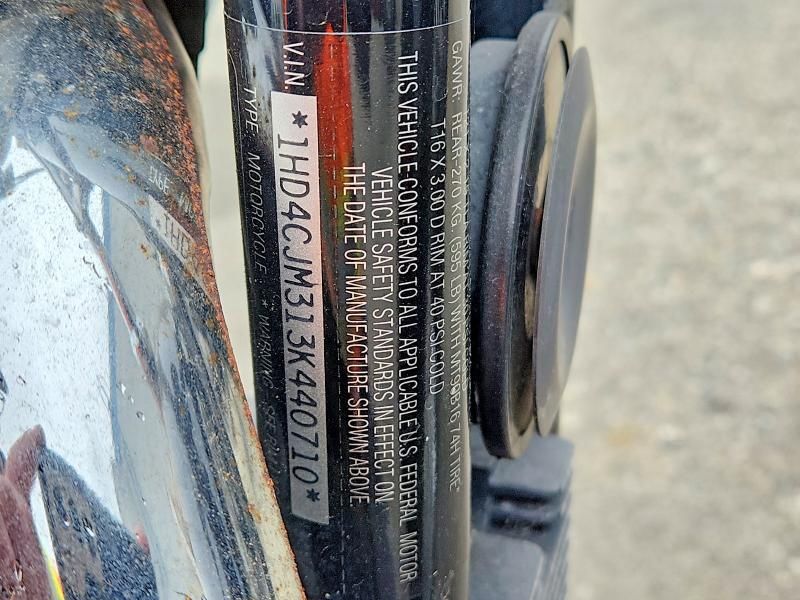 GAWR: REAR-270 KG. (595 LB) WITH MT90B16 74H TIRE
T16 X 3.00 D RIM AT 40 PSI COLD
THIS VEHICLE CONFORMS TO ALL APPLICABLE U.S. FEDERAL MOTOR
VEHICLE SAFETY STANDARDS IN EFFECT ON
THE DATE OF MANUFACTURE SHOWN ABOVE.
V.I.N. *1HD4CJM313K440710*
TYPE: MOTORCYCLE: * WARNING: